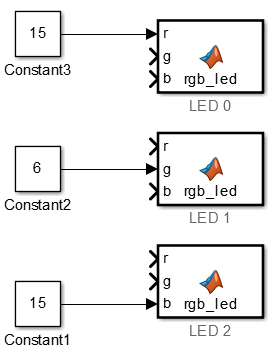 15
Constant3
r
g
b
rgb_led
LED 0
6
Constant2
r
g
b
rgb_led
LED 1
15
Constant1
r
g
b
rgb_led
LED 2